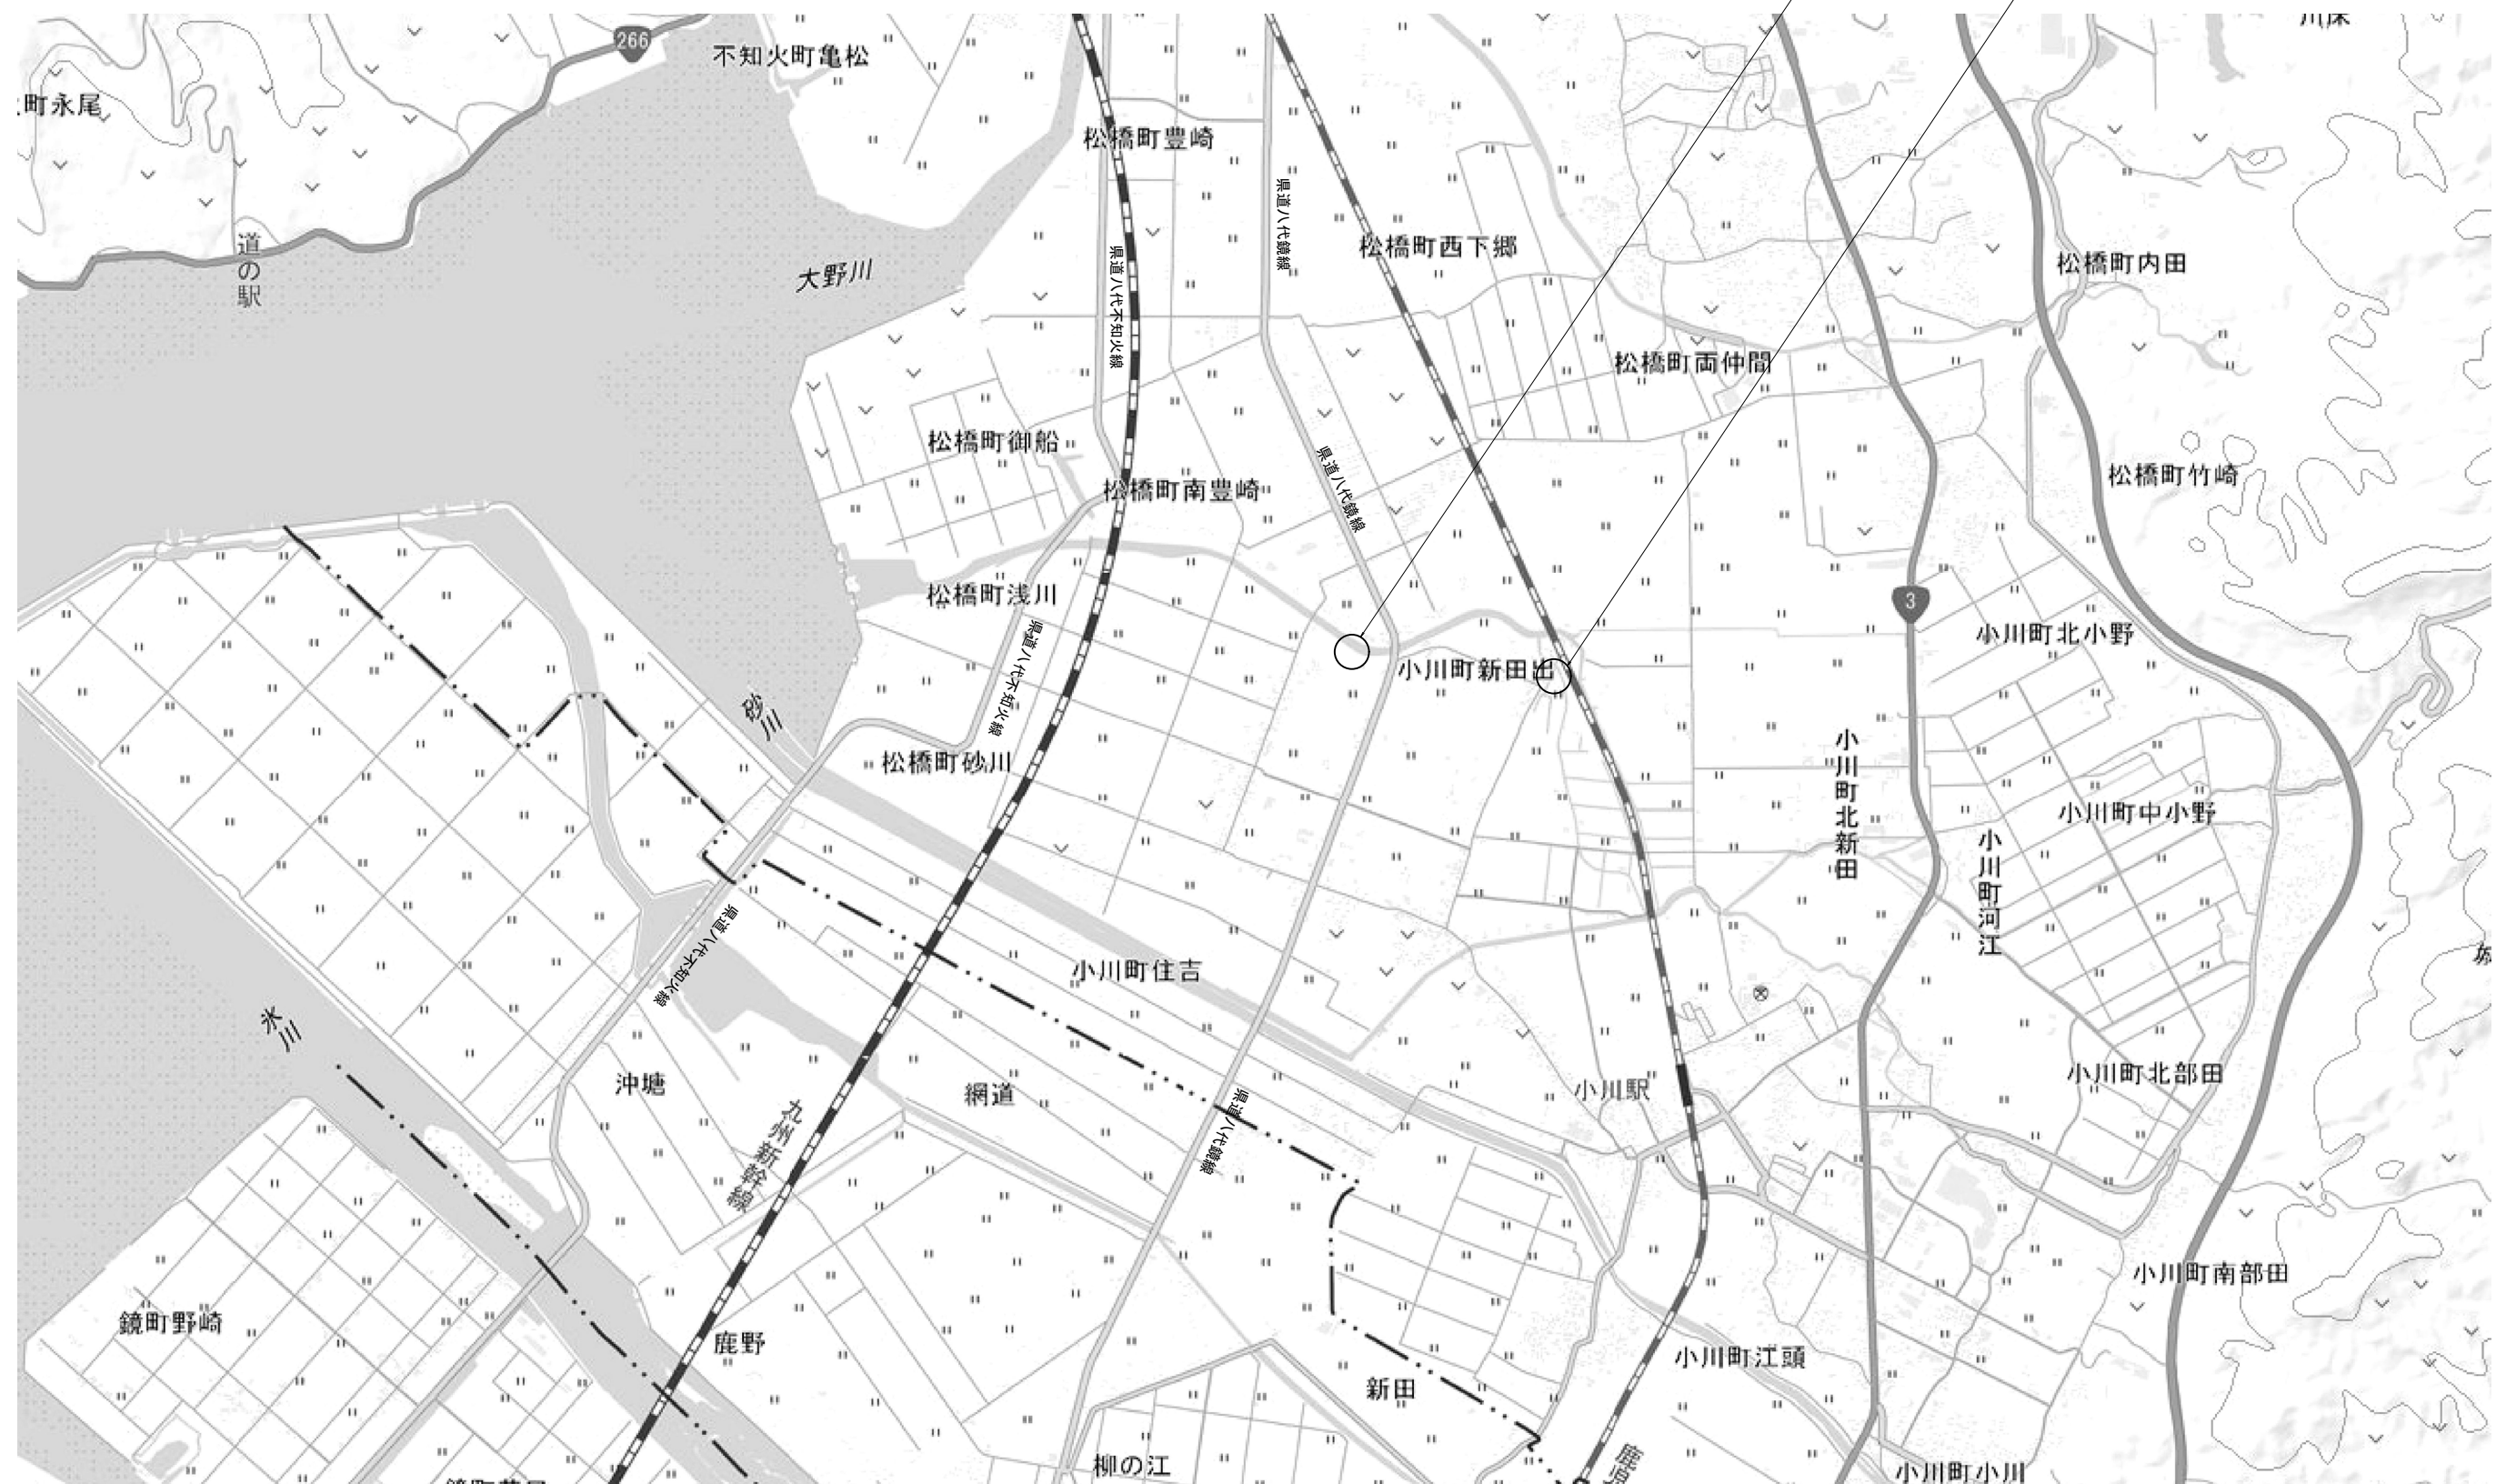 266
不知火町亀松
町永尾
松橋町豊崎
県道八代鏡線
松橋町西下郷
道の駅
大野川
県道八代不知火線
松橋町内田
松橋町両仲間
松橋町御船
松橋町南豊崎
県道八代鏡線
松橋町竹崎
松橋町浅川
3
小川町北小野
県道八代不知火線
小川町新田出
砂川
松橋町砂川
小川町北新田
小川町中小野
小川町河江
県道八代不知火線
小川町住吉
氷川
沖塘
網道
小川駅
小川町北部田
県道八代鏡線
九州新幹線
小川町南部田
鏡町野崎
鹿野
小川町江頭
新田
柳の江
小川町小川